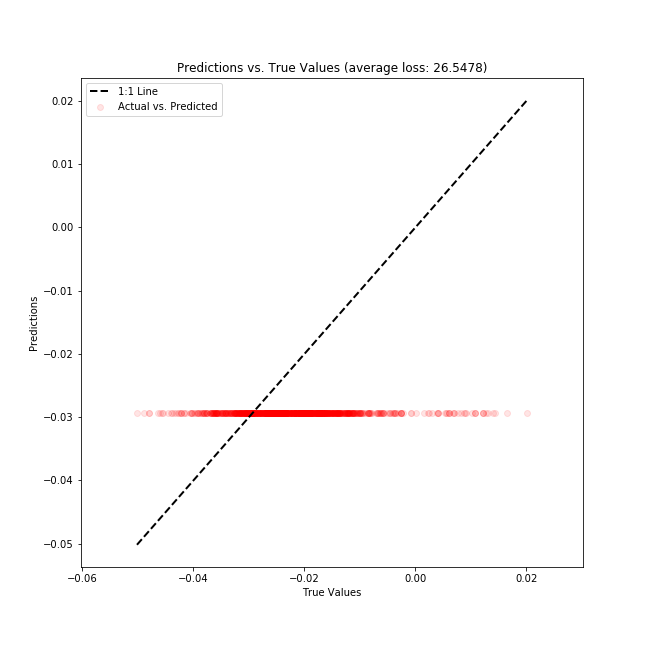 Predictions vs. True Values (average loss: 26.5478)
1:1 Line
Actual vs. Predicted
0.02
0.01
0.00
−0.01
−0.02
−0.03
−0.04
−0.05
Predictions
−0.06
−0.04
−0.02
0.00
0.02
True Values